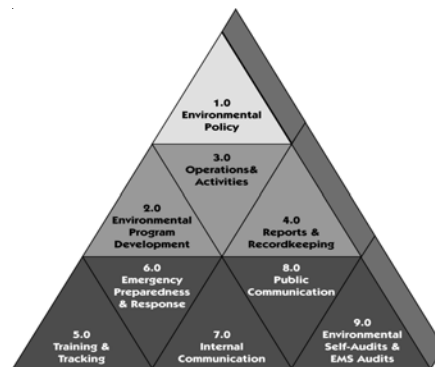 1.0
Environmental
Policy
3.0
Operations&
Activities
2.0
Environmental
Program
Development
4.0
Reports &
Recordkeeping
6.0
Emergency
Preparedness
& Response
8.0
Public
Communication
5.0
Training &
Tracking
7.0
Internal
Communication
9.0
Environmental
Self-Audits &
EMS Audits